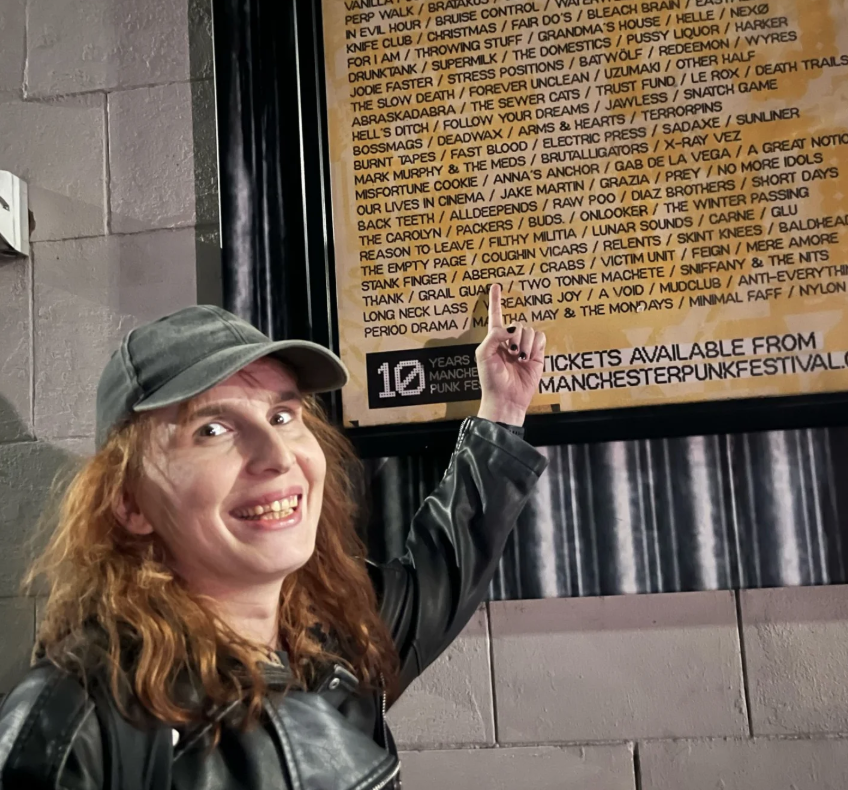 PERP WALK / BRATAKUS /
IN EVIL HOUR / BRUISE CONTROL /
KNIFE CLUB / CHRISTMAS / FAIR DO'S / BLEACH BRAIN /
FOR I AM / THROWING STUFF / GRANDMA'S HOUSE / HELLE / NEXØ
DRUNKTANK / SUPERMILK / THE DOMESTICS / PUSSY LIQUOR / HARKER
JODIE FASTER / STRESS POSITIONS / BATWÖLF / REDEEMON / WYRES
THE SLOW DEATH / FOREVER UNCLEAN / UZUMAKI / OTHER HALF
ABRASKADABRA / THE SEWER CATS / TRUST FUND / LE ROX / DEATH TRAILS
HELL'S DITCH / FOLLOW YOUR DREAMS / JAWLESS / SNATCH GAME
BOSSMAGS / DEADWAX / ARMS & HEARTS / TERRORPINS
BURNT TAPES / FAST BLOOD / ELECTRIC PRESS / SADAXE / SUNLINER
MARK MURPHY & THE MEDS / BRUTALLIGATORS / X-RAY VEZ
MISFORTUNE COOKIE / ANNA'S ANCHOR / GAB DE LA VEGA / A GREAT
OUR LIVES IN CINEMA / JAKE MARTIN / GRAZIA / PREY / NO MORE IDOLS
BACK TEETH / ALLDEEPENDS / RAW POO / DIAZ BROTHERS / SHORT DAYS
THE CAROLYN / PACKERS / BUDS. / ONLOOKER / THE WINTER PASSING
REASON TO LEAVE / FILTHY MILITIA / LUNAR SOUNDS / CARNE / GLU
THE EMPTY PAGE / COUGHIN VICARS / RELENTS / SKINT KNEES /
STANK FINGER / ABERGAZ / CRABS / VICTIM UNIT / FEIGN / MERE AMORE
THANK / GRAIL / TWO TONNE MACHETE / SNIFFANY & THE NITS
LONG NECK LASS / JOY / A VOID / MUDCLUB /
PERIOD DRAMA / MAY & THE MONDAYS / MINIMAL FAFF / NYLON
10 YEARS
PUNK
TICKETS AVAILABLE FROM
MANCHESTERPUNKFESTIVAL